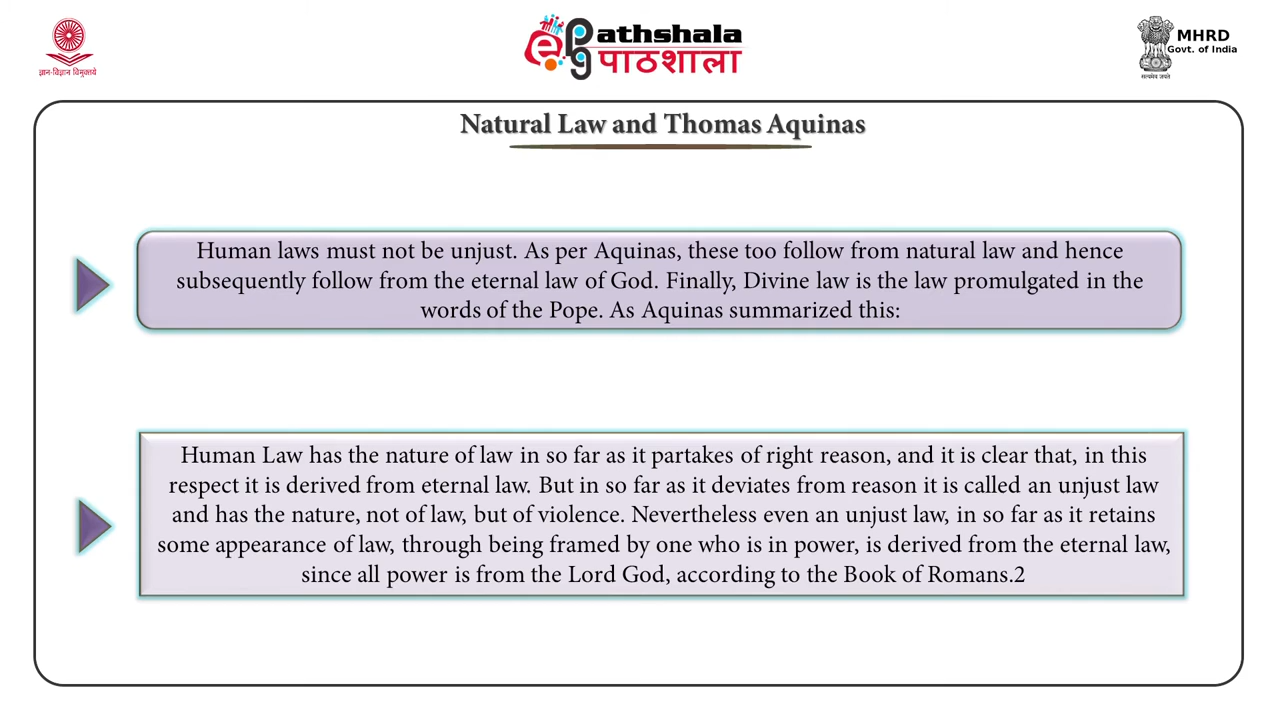 ज्ञान-विज्ञान विमुक्तये
epg athshala
पाठशाला
MHRD
Govt. of India
सत्यमेव जयते
Natural Law and Thomas Aquinas
Human laws must not be unjust. As per Aquinas, these too follow from natural law and hence
subsequently follow from the eternal law of God. Finally, Divine law is the law promulgated in the
words of the Pope. As Aquinas summarized this:
Human Law has the nature of law in so far as it partakes of right reason, and it is clear that, in this
respect it is derived from eternal law. But in so far as it deviates from reason it is called an unjust law
and has the nature, not of law, but of violence. Nevertheless even an unjust law, in so far as it retains
some appearance of law, through being framed by one who is in power, is derived from the eternal law,
since all power is from the Lord God, according to the Book of Romans.2